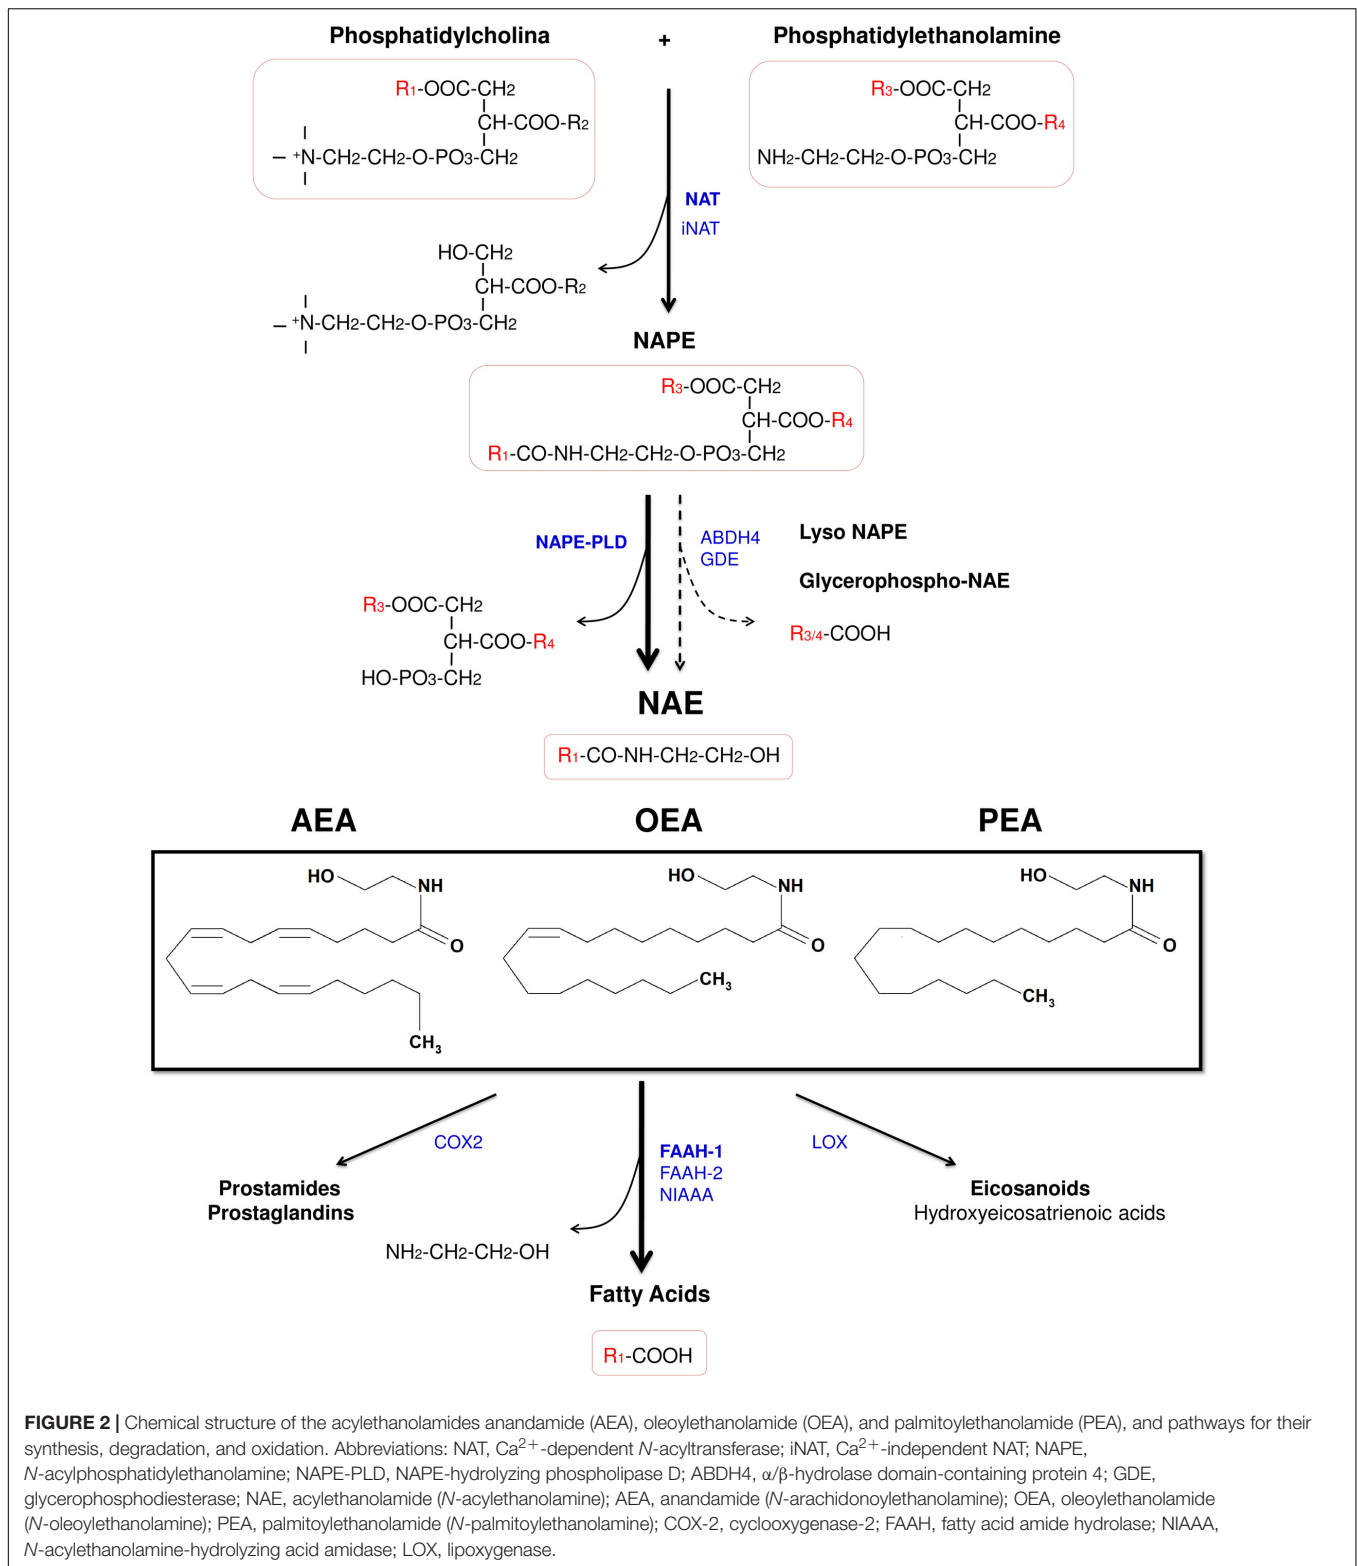 Phosphatidylcholina + Phosphatidylethanolamine
R1-OOC-CH2
CH-COO-R2
+N-CH2-CH2-O-PO3-CH2
R3-OOC-CH2
CH-COO-R4
NH2-CH2-CH2-O-PO3-CH2
NAT
iNAT
HO-CH2
CH-COO-R2
+N-CH2-CH2-O-PO3-CH2
NAPE
R3-OOC-CH2
CH-COO-R4
R1-CO-NH-CH2-CH2-O-PO3-CH2
NAPE-PLD
ABDH4
GDE
Lyso NAPE
Glycerophospho-NAE
R3/4-COOH
R3-OOC-CH2
CH-COO-R4
HO-PO3-CH2
NAE
R1-CO-NH-CH2-CH2-OH
AEA OEA PEA
HO NH O CH3
HO NH O CH3
HO NH O CH3
COX2
FAAH-1
FAAH-2
NIAAA
LOX
Prostamides
Prostaglandins
Eicosanoids
Hydroxyeicosatrienoic acids
NH2-CH2-CH2-OH
Fatty Acids
R1-COOH
FIGURE 2 | Chemical structure of the acylethanolamides anandamide (AEA), oleoylethanolamide (OEA), and palmitoylethanolamide (PEA), and pathways for their
synthesis, degradation, and oxidation. Abbreviations: NAT, Ca2+-dependent N-acyltransferase; iNAT, Ca2+-independent NAT; NAPE,
N-acylphosphatidylethanolamine; NAPE-PLD, NAPE-hydrolyzing phospholipase D; ABDH4, α/β-hydrolase domain-containing protein 4; GDE,
glycerophosphodiesterase; NAE, acylethanolamide (N-acylethanolamine); AEA, anandamide (N-arachidonoylethanolamine); OEA, oleoylethanolamide
(N-oleoylethanolamine); PEA, palmitoylethanolamide (N-palmitoylethanolamine); COX-2, cyclooxygenase-2; FAAH, fatty acid amide hydrolase; NIAAA,
N-acylethanolamine-hydrolyzing acid amidase; LOX, lipoxygenase.